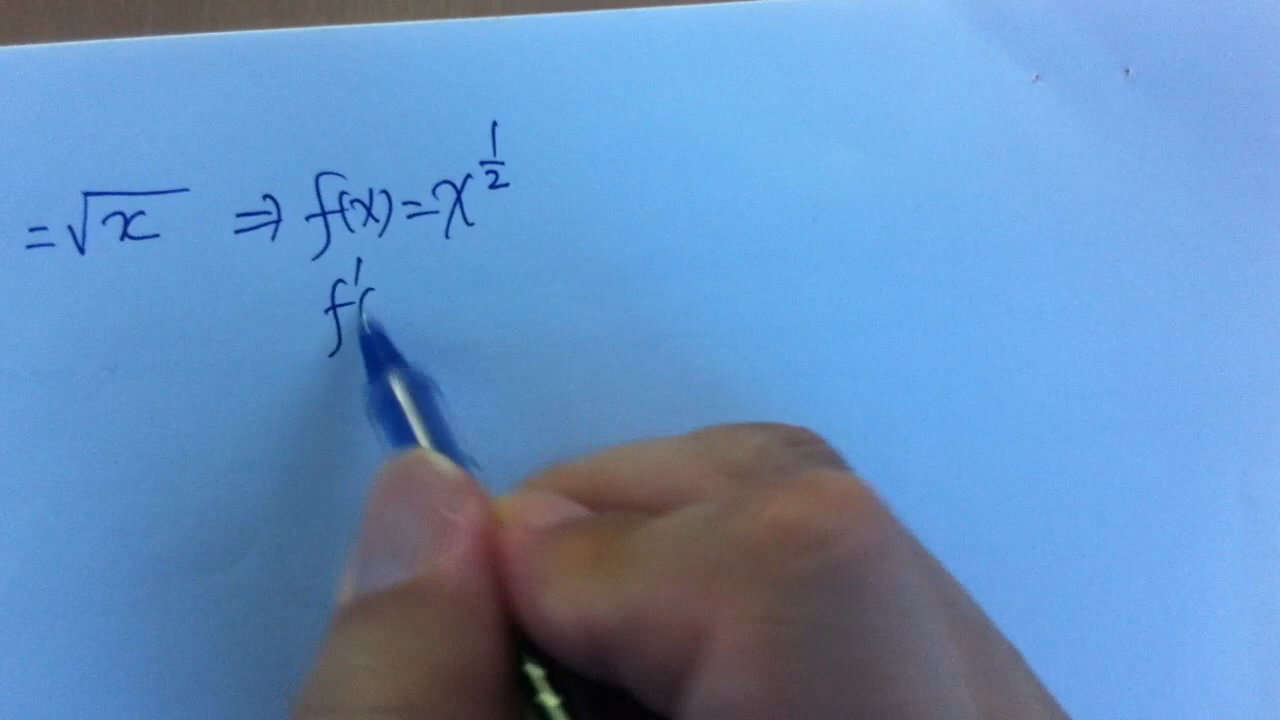 = √x ⇒ f(x) = x^{1/2}
f'(